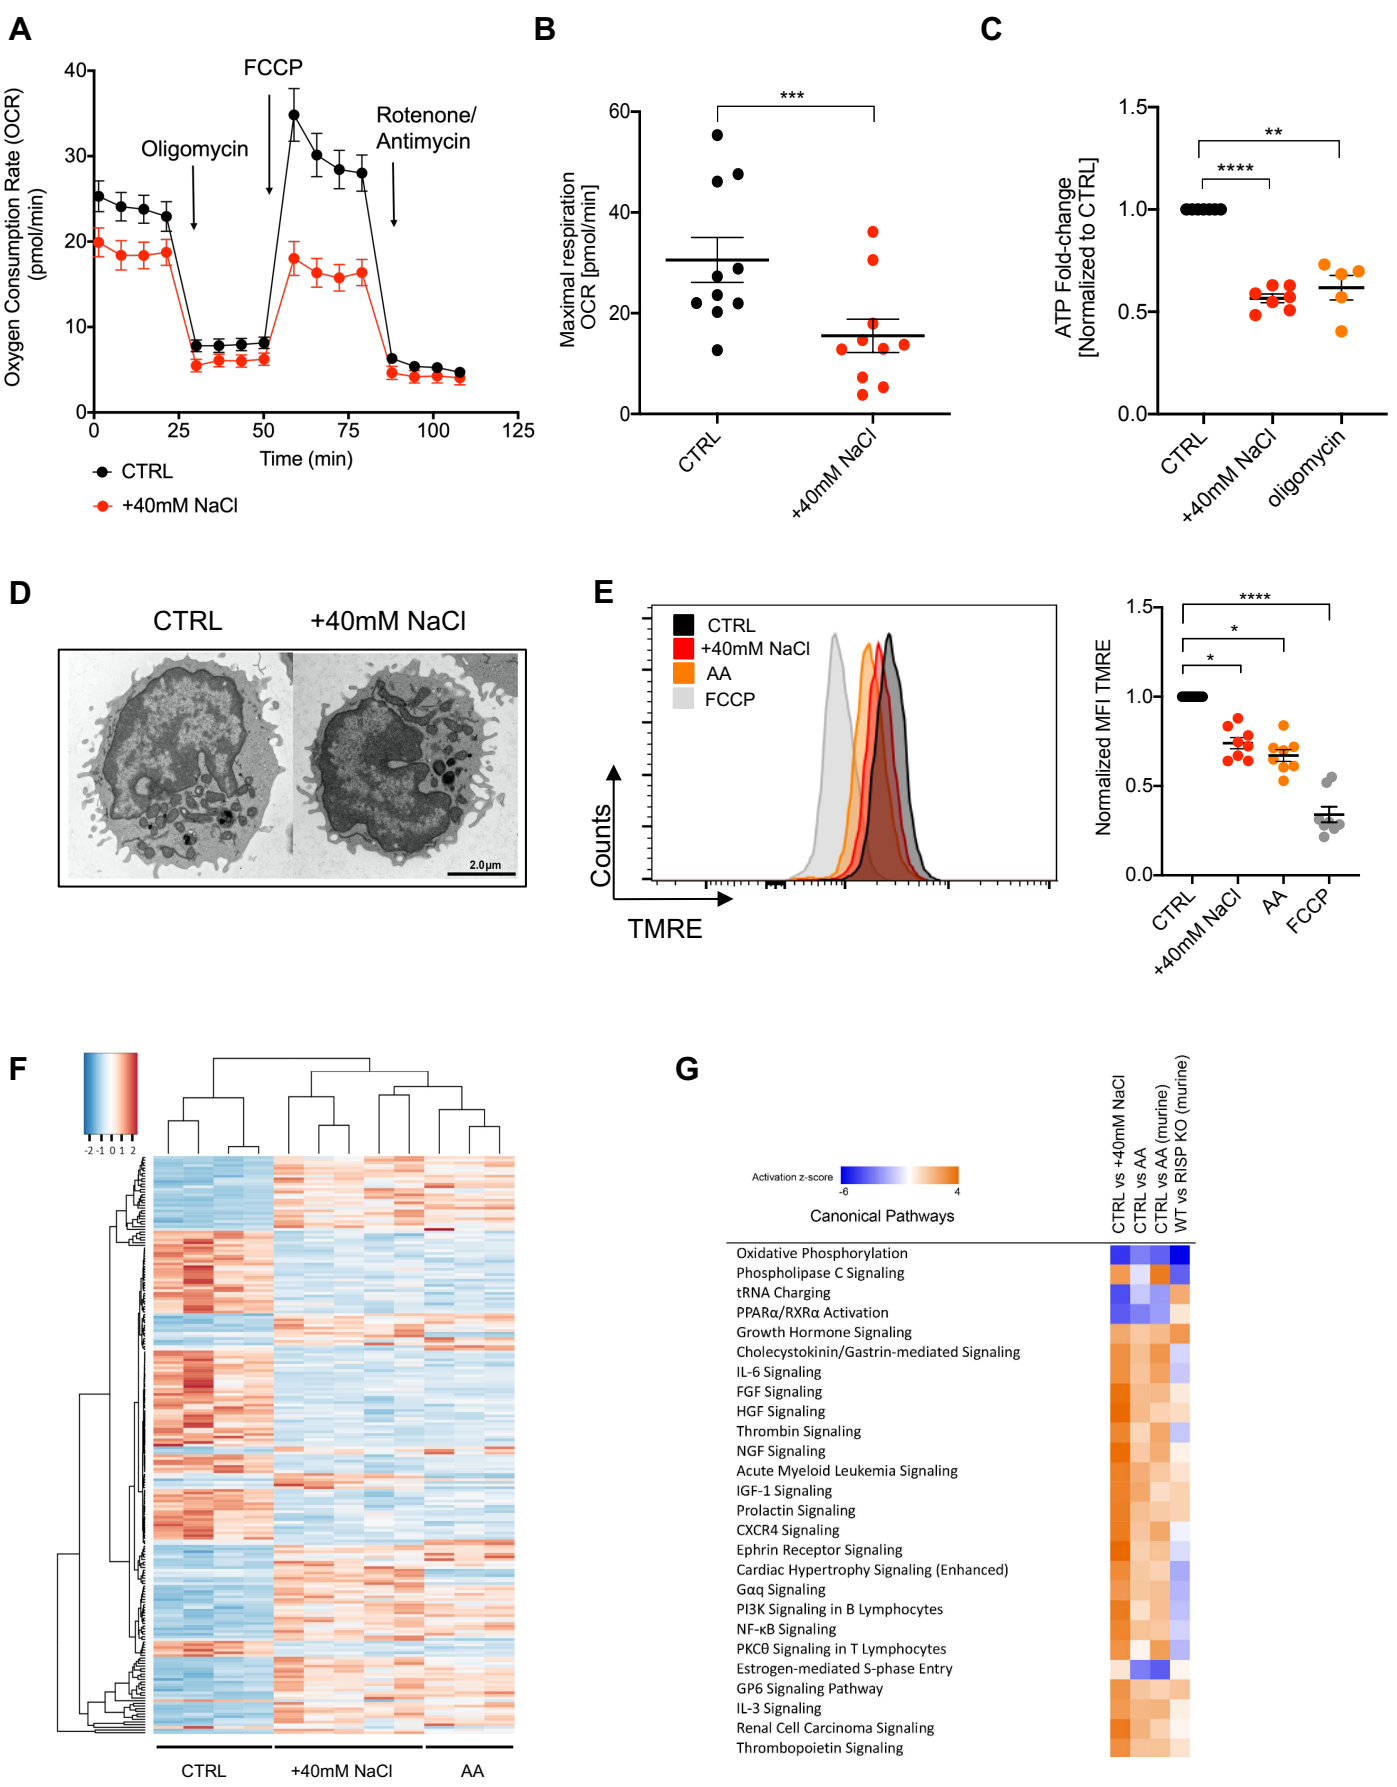 A
Oxygen Consumption Rate (OCR)
(pmol/min)
40
30
20
10
0
0 25 50 75 100 125
Time (min)
Oligomycin
FCCP
Rotenone/
Antimycin
CTRL
+40mM NaCl
B
Maximal respiration
OCR [pmol/min]
60
40
20
0
***
CTRL
+40mM NaCl
C
ATP Fold-change
[Normalized to CTRL]
1.5
1.0
0.5
0.0
**
****
CTRL
+40mM NaCl
oligomycin
D
CTRL
+40mM NaCl
2.0µm
E
CTRL
+40mM NaCl
AA
FCCP
Counts
TMRE
Normalized MFI TMRE
1.5
1.0
0.5
0.0
****
*
*
CTRL
+40mM NaCl
AA
FCCP
F
-2 -1 0 1 2
CTRL
+40mM NaCl
AA
G
Activation z-score
-6
4
Canonical Pathways
CTRL vs +40mM NaCl
CTRL vs AA
CTRL vs AA (murine)
WT vs RISP KO (murine)
Oxidative Phosphorylation
Phospholipase C Signaling
tRNA Charging
PPARα/RXRα Activation
Growth Hormone Signaling
Cholecystokinin/Gastrin-mediated Signaling
IL-6 Signaling
FGF Signaling
HGF Signaling
Thrombin Signaling
NGF Signaling
Acute Myeloid Leukemia Signaling
IGF-1 Signaling
Prolactin Signaling
CXCR4 Signaling
Ephrin Receptor Signaling
Cardiac Hypertrophy Signaling (Enhanced)
Gαq Signaling
PI3K Signaling in B Lymphocytes
NF-κB Signaling
PKCθ Signaling in T Lymphocytes
Estrogen-mediated S-phase Entry
GP6 Signaling Pathway
IL-3 Signaling
Renal Cell Carcinoma Signaling
Thrombopoietin Signaling